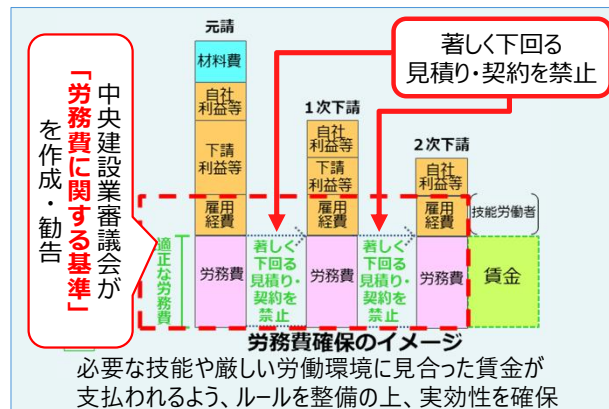 中央建設業審議会が
「労務費に関する基準」
を作成・勧告
著しく下回る
見積り・契約を禁止
元請
材料費
自社
利益等
下請
利益等
雇用
経費
労務費
1次下請
自社
利益等
下請
利益等
雇用
経費
労務費
2次下請
自社
利益等
雇用
経費
労務費
技能労働者
賃金
適正な労務費
著しく
下回る
見積り・
契約を
禁止
著しく
下回る
見積り・
契約を
禁止
労務費確保のイメージ
必要な技能や厳しい労働環境に見合った賃金が
支払われるよう、ルールを整備の上、実効性を確保